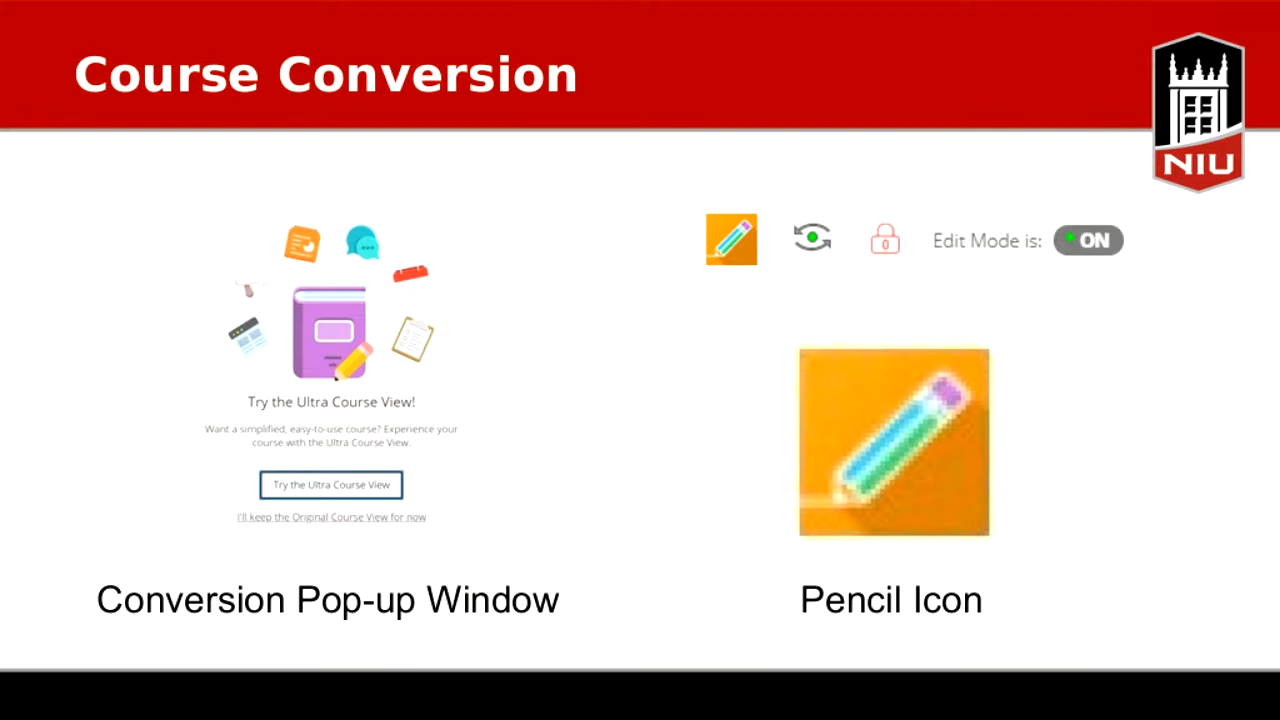 Course Conversion
NIU
Edit Mode is: ON
Try the Ultra Course View!
Want a simplified, easy-to-use course? Experience your
course with the Ultra Course View.
Try the Ultra Course View
I'll keep the Original Course View for now
Conversion Pop-up Window
Pencil Icon